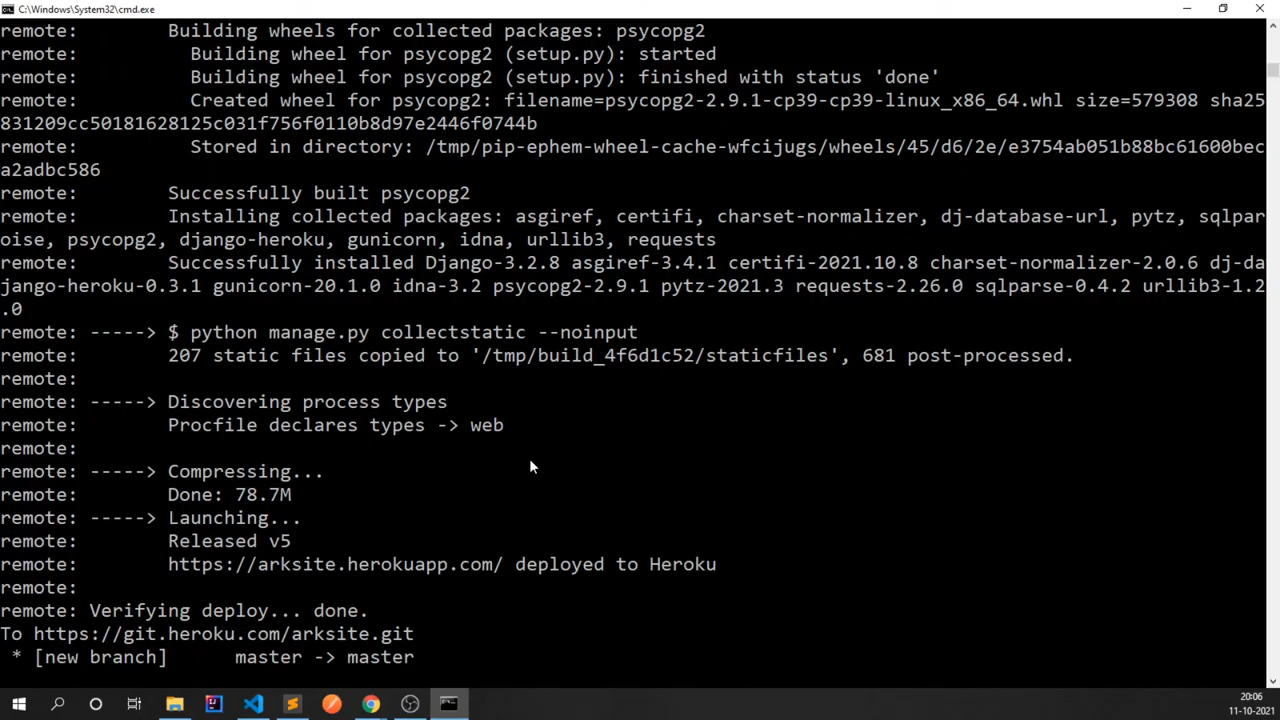 C:\Windows\System32\cmd.exe
remote:        Building wheels for collected packages: psycopg2
remote:          Building wheel for psycopg2 (setup.py): started
remote:          Building wheel for psycopg2 (setup.py): finished with status 'done'
remote:          Created wheel for psycopg2: filename=psycopg2-2.9.1-cp39-cp39-linux_x86_64.whl size=579308 sha25
831209cc50181628125c031f756f0110b8d97e2446f0744b
remote:          Stored in directory: /tmp/pip-ephem-wheel-cache-wfcijugs/wheels/45/d6/2e/e3754ab051b88bc61600bec
a2adbc586
remote:        Successfully built psycopg2
remote:        Installing collected packages: asgiref, certifi, charset-normalizer, dj-database-url, pytz, sqlpar
oise, psycopg2, django-heroku, gunicorn, idna, urllib3, requests
remote:        Successfully installed Django-3.2.8 asgiref-3.4.1 certifi-2021.10.8 charset-normalizer-2.0.6 dj-da
jango-heroku-0.3.1 gunicorn-20.1.0 idna-3.2 psycopg2-2.9.1 pytz-2021.3 requests-2.26.0 sqlparse-0.4.2 urllib3-1.2
.0
remote: -----> $ python manage.py collectstatic --noinput
remote:        207 static files copied to '/tmp/build_4f6d1c52/staticfiles', 681 post-processed.
remote:
remote: -----> Discovering process types
remote:        Procfile declares types -> web
remote:
remote: -----> Compressing...
remote:        Done: 78.7M
remote: -----> Launching...
remote:        Released v5
remote:        https://arksite.herokuapp.com/ deployed to Heroku
remote:
remote: Verifying deploy... done.
To https://git.heroku.com/arksite.git
 * [new branch]      master -> master
20:06
11-10-2021